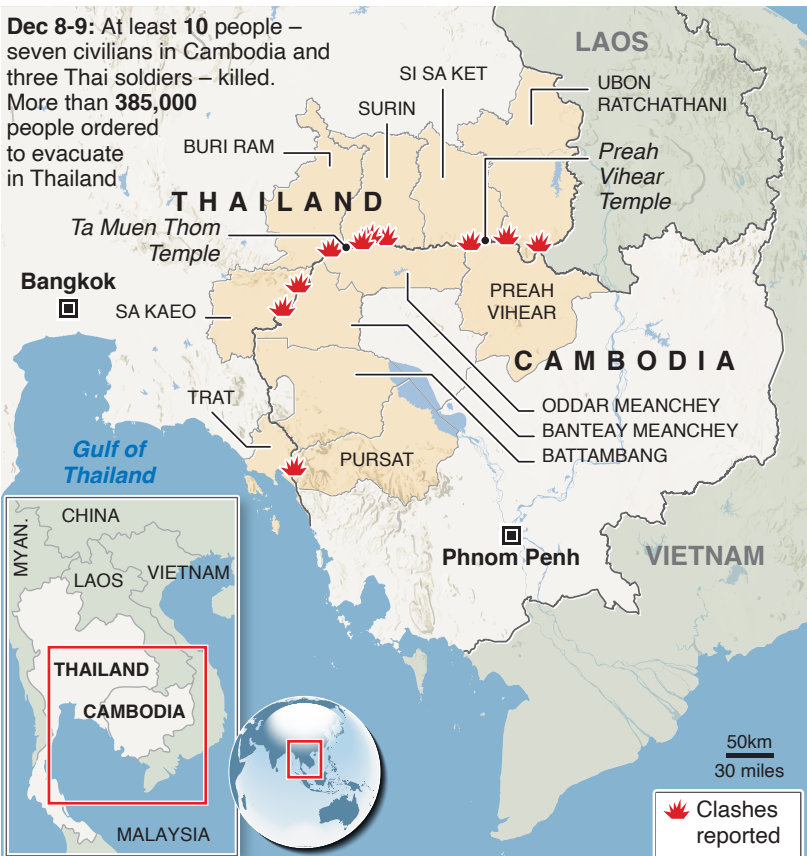 Dec 8-9: At least 10 people –
seven civilians in Cambodia and
three Thai soldiers – killed.
More than 385,000
people ordered
to evacuate
in Thailand
LAOS
SI SA KET
UBON
RATCHATHANI
SURIN
BURI RAM
Preah
Vihear
Temple
THAILAND
Ta Muen Thom
Temple
Bangkok
SA KAEO
PREAH
VIHEAR
CAMBODIA
TRAT
ODDAR MEANCHEY
BANTEAY MEANCHEY
BATTAMBANG
Gulf of
Thailand
PURSAT
Phnom Penh
VIETNAM
MYAN.
CHINA
LAOS
VIETNAM
THAILAND
CAMBODIA
MALAYSIA
50km
30 miles
Clashes
reported